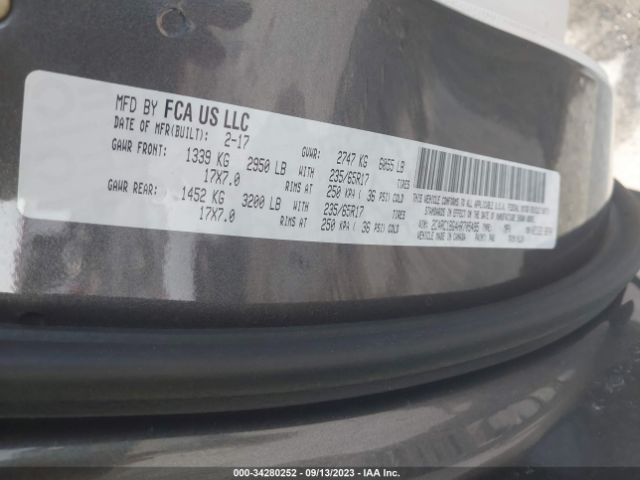 MFD BY FCA US LLC
DATE OF MFR(BUILT): 2-17
GVWR: 2747 KG 6055 LB
GAWR FRONT: 1339 KG 2950 LB WITH 235/65R17 TIRES
17X7.0 RIMS AT 250 KPA ( 36 PSI) COLD
GAWR REAR: 1452 KG 3200 LB WITH 235/65R17 TIRES
17X7.0 RIMS AT 250 KPA ( 36 PSI) COLD
THIS VEHICLE CONFORMS TO ALL APPLICABLE U.S.A. FEDERAL MOTOR VEHICLE SAFETY
STANDARDS IN EFFECT ON THE DATE OF MANUFACTURE SHOWN ABOVE.
VIN: TYPE: MPV
VEHICLE MADE IN CANADA PAINT:
000-34280252 - 09/13/2023 - IAA Inc.